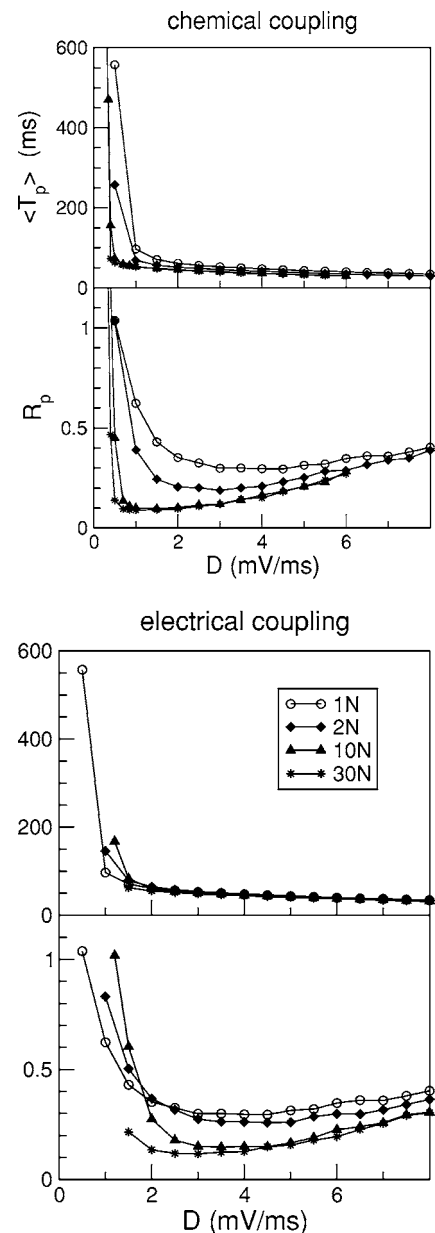 chemical coupling
600
400
200
0
<T_p> (ms)
1
0.5
0
R_p
0 2 4 6
D (mV/ms)
electrical coupling
600
400
200
0
1N
2N
10N
30N
1
0.5
0
0 2 4 6
D (mV/ms)